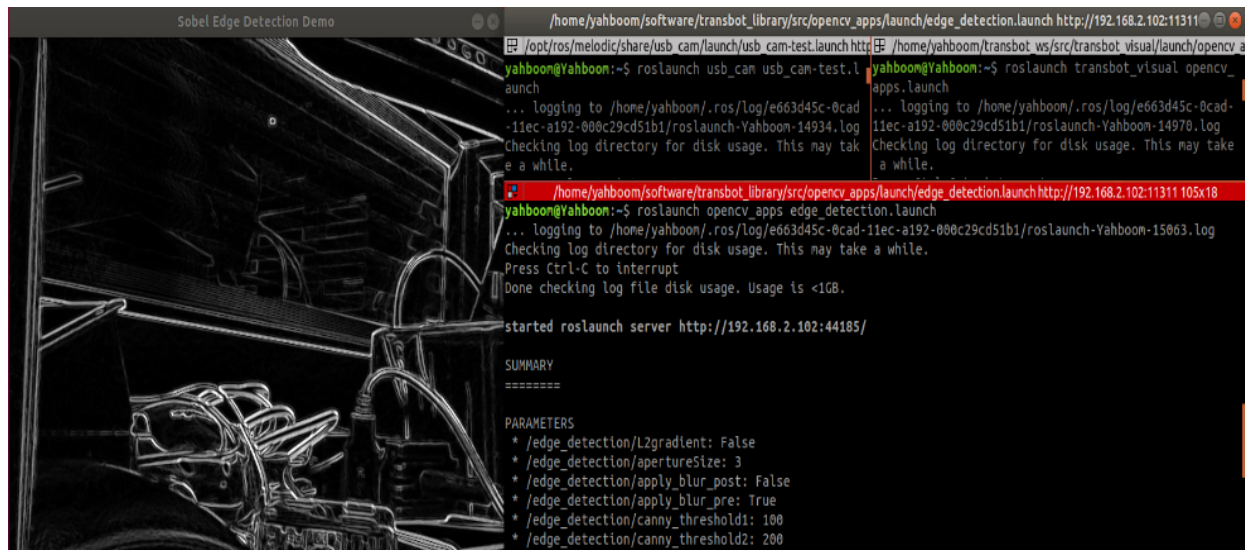 Sobel Edge Detection Demo
/home/yahboom/software/transbot_library/src/opencv_apps/launch/edge_detection.launch http://192.168.2.102:11311
/opt/ros/melodic/share/usb_cam/launch/usb_cam-test.launch htt
yahboom@Yahboom:~$ roslaunch usb_cam usb_cam-test.l
aunch
... logging to /home/yahboom/.ros/log/e663d45c-0cad
-11ec-a192-000c29cd51b1/roslaunch-Yahboom-14934.log
Checking log directory for disk usage. This may tak
e a while.
/home/yahboom/transbot_ws/src/transbot_visual/launch/opencv_a
yahboom@Yahboom:~$ roslaunch transbot_visual opencv_
apps.launch
... logging to /home/yahboom/.ros/log/e663d45c-0cad-
11ec-a192-000c29cd51b1/roslaunch-Yahboom-14970.log
Checking log directory for disk usage. This may take
a while.
/home/yahboom/software/transbot_library/src/opencv_apps/launch/edge_detection.launch http://192.168.2.102:11311 105x18
yahboom@Yahboom:~$ roslaunch opencv_apps edge_detection.launch
... logging to /home/yahboom/.ros/log/e663d45c-0cad-11ec-a192-000c29cd51b1/roslaunch-Yahboom-15063.log
Checking log directory for disk usage. This may take a while.
Press Ctrl-C to interrupt
Done checking log file disk usage. Usage is <1GB.
started roslaunch server http://192.168.2.102:44185/
SUMMARY
========
PARAMETERS
* /edge_detection/L2gradient: False
* /edge_detection/apertureSize: 3
* /edge_detection/apply_blur_post: False
* /edge_detection/apply_blur_pre: True
* /edge_detection/canny_threshold1: 100
* /edge_detection/canny_threshold2: 200